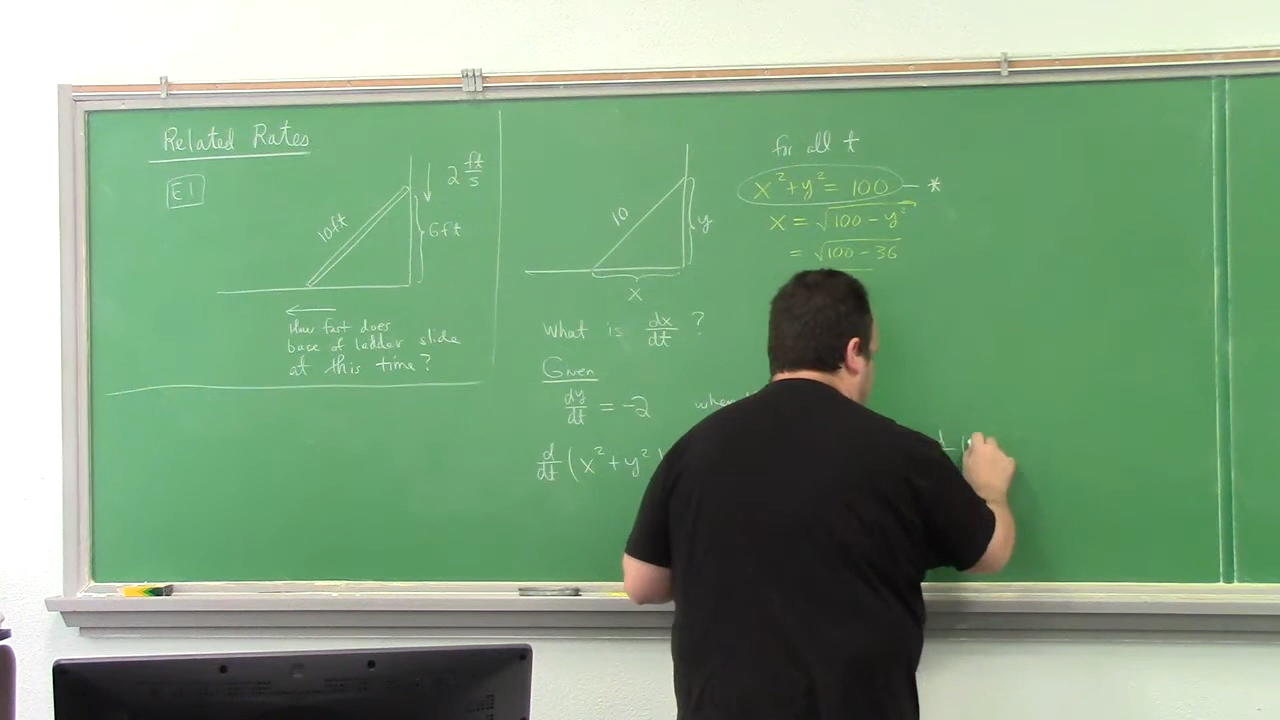 Related Rates
E1
2 ft/s
10ft
6ft
How fast does
base of ladder slide
at this time?
10
y
x
for all t
x² + y² = 100 — *
x = √(100 - y²)
= √(100 - 36)
What is dx/dt ?
Given
dy/dt = -2
d/dt (x² + y²)